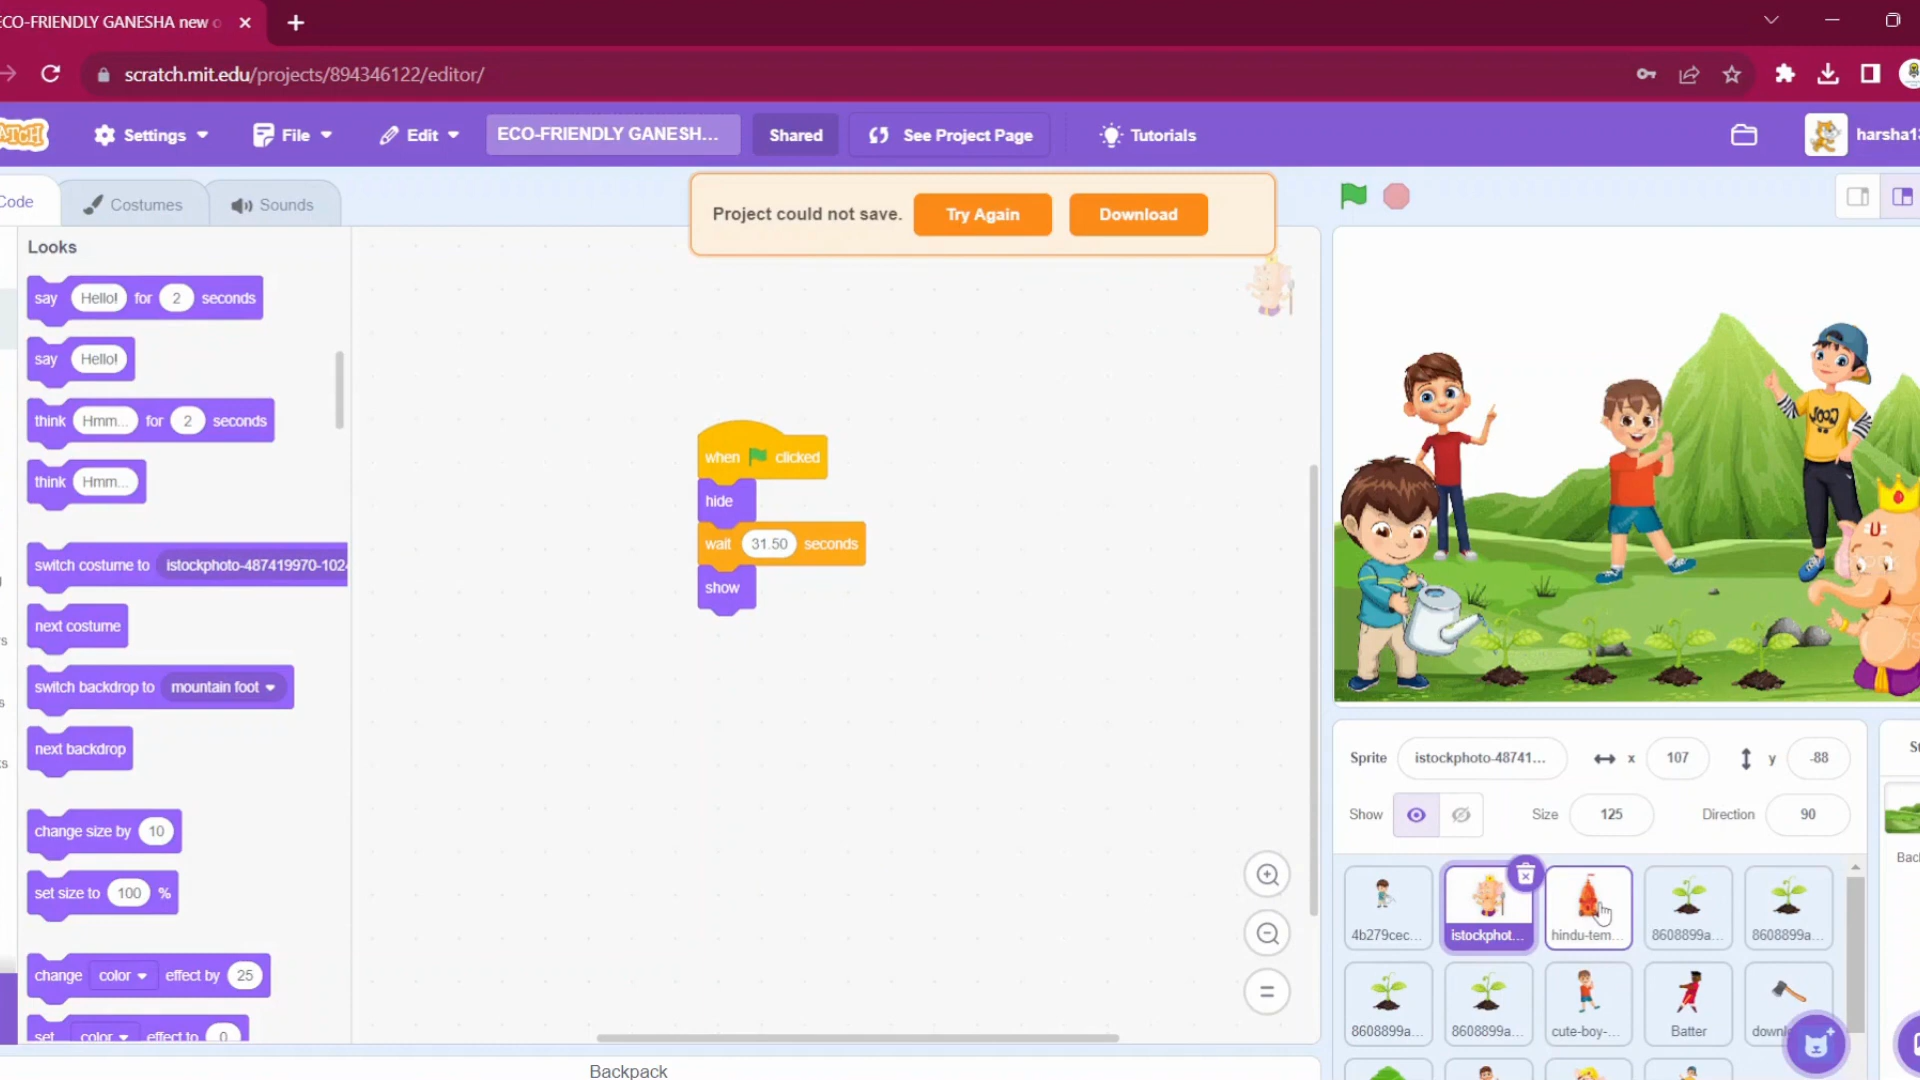 ECO-FRIENDLY GANESHA new
scratch.mit.edu/projects/894346122/editor/
Settings
File
Edit
ECO-FRIENDLY GANESH...
Shared
See Project Page
Tutorials
Code
Costumes
Sounds
Project could not save.
Try Again
Download
Looks
say Hello! for 2 seconds
say Hello!
think Hmm... for 2 seconds
think Hmm...
switch costume to istockphoto-487419970-102
next costume
switch backdrop to mountain foot
next backdrop
change size by 10
set size to 100 %
change color effect by 25
set color effect to 0
when clicked
hide
wait 31.50 seconds
show
COOL
Sprite istockphoto-48741... x 107 y -88
Show Size 125 Direction 90
4b279cec... istockphot... hindu-tem... 8608899a... 8608899a...
8608899a... 8608899a... cute-boy-... Batter
Backpack